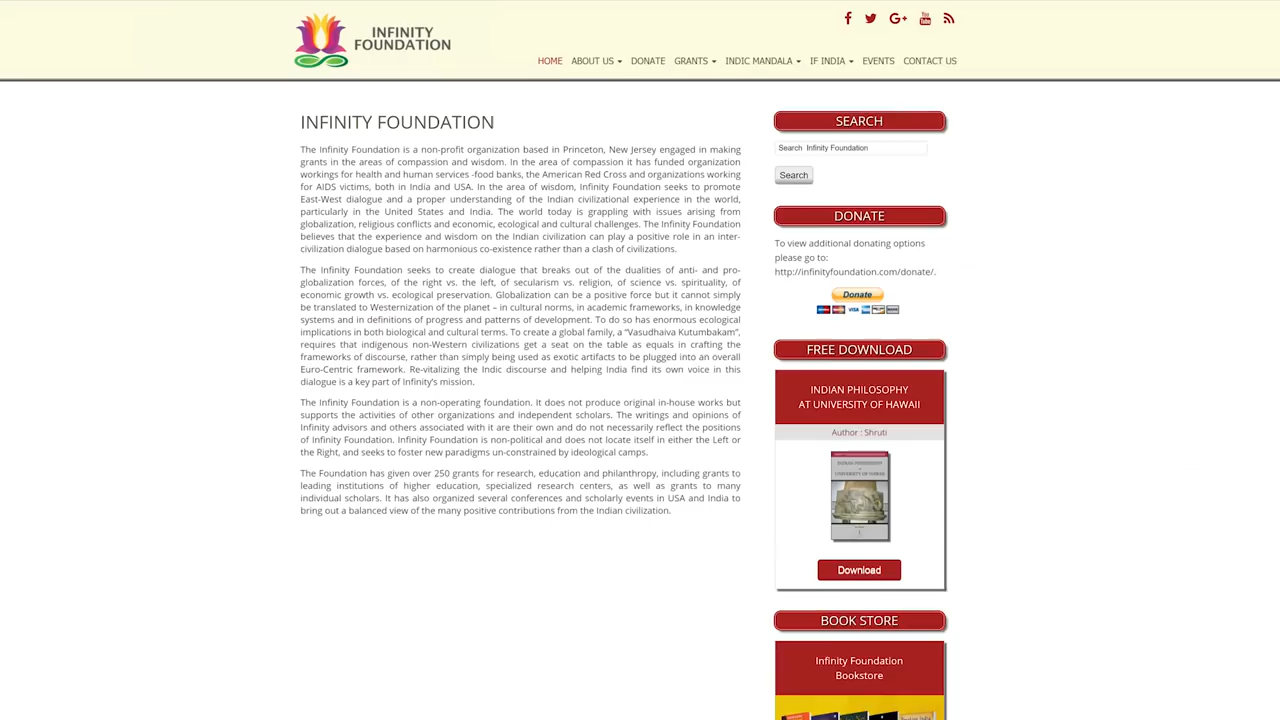 INFINITY
FOUNDATION
HOME ABOUT US DONATE GRANTS INDIC MANDALA IF INDIA EVENTS CONTACT US
INFINITY FOUNDATION
The Infinity Foundation is a non-profit organization based in Princeton, New Jersey engaged in making
grants in the areas of compassion and wisdom. In the area of compassion it has funded organization
workings for health and human services -food banks, the American Red Cross and organizations working
for AIDS victims, both in India and USA. In the area of wisdom, Infinity Foundation seeks to promote
East-West dialogue and a proper understanding of the Indian civilizational experience in the world,
particularly in the United States and India. The world today is grappling with issues arising from
globalization, religious conflicts and economic, ecological and cultural challenges. The Infinity Foundation
believes that the experience and wisdom on the Indian civilization can play a positive role in an inter-
civilization dialogue based on harmonious co-existence rather than a clash of civilizations.
The Infinity Foundation seeks to create dialogue that breaks out of the dualities of anti- and pro-
globalization forces, of the right vs. the left, of secularism vs. religion, of science vs. spirituality, of
economic growth vs. ecological preservation. Globalization can be a positive force but it cannot simply
be translated to Westernization of the planet – in cultural norms, in academic frameworks, in knowledge
systems and in definitions of progress and patterns of development. To do so has enormous ecological
implications in both biological and cultural terms. To create a global family, a “Vasudhaiva Kutumbakam”,
requires that indigenous non-Western civilizations get a seat on the table as equals in crafting the
frameworks of discourse, rather than simply being used as exotic artifacts to be plugged into an overall
Euro-Centric framework. Re-vitalizing the Indic discourse and helping India find its own voice in this
dialogue is a key part of Infinity’s mission.
The Infinity Foundation is a non-operating foundation. It does not produce original in-house works but
supports the activities of other organizations and independent scholars. The writings and opinions of
Infinity advisors and others associated with it are their own and do not necessarily reflect the positions
of Infinity Foundation. Infinity Foundation is non-political and does not locate itself in either the Left or
the Right, and seeks to foster new paradigms un-constrained by ideological camps.
The Foundation has given over 250 grants for research, education and philanthropy, including grants to
leading institutions of higher education, specialized research centers, as well as grants to many
individual scholars. It has also organized several conferences and scholarly events in USA and India to
bring out a balanced view of the many positive contributions from the Indian civilization.
SEARCH
Search Infinity Foundation
Search
DONATE
To view additional donating options
please go to:
http://infinityfoundation.com/donate/.
Donate
VISA
FREE DOWNLOAD
INDIAN PHILOSOPHY
AT UNIVERSITY OF HAWAII
Author : Shruti
INDIAN PHILOSOPHY
UNIVERSITY OF HAWAII
Download
BOOK STORE
Infinity Foundation
Bookstore